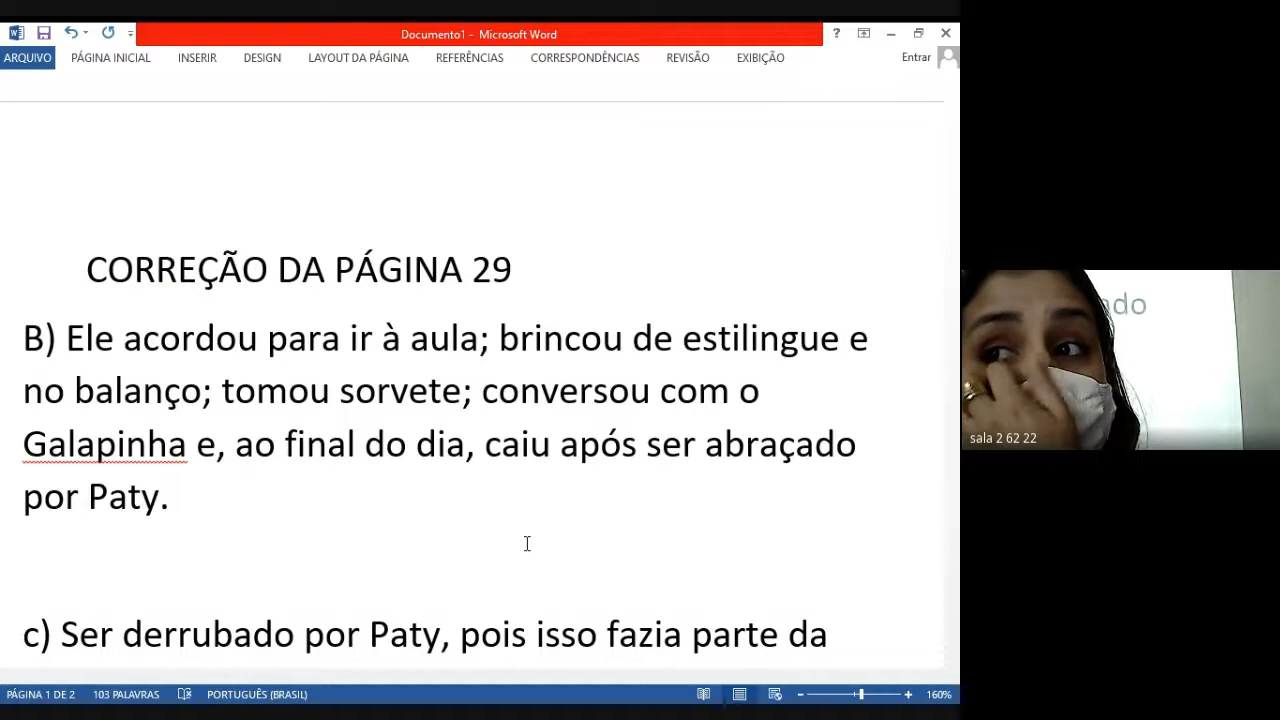 Documento1 - Microsoft Word
?
ARQUIVO PÁGINA INICIAL INSERIR DESIGN LAYOUT DA PÁGINA REFERÊNCIAS CORRESPONDÊNCIAS REVISÃO EXIBIÇÃO Entrar
CORREÇÃO DA PÁGINA 29
B) Ele acordou para ir à aula; brincou de estilingue e
no balanço; tomou sorvete; conversou com o
Galapinha e, ao final do dia, caiu após ser abraçado
por Paty.
c) Ser derrubado por Paty, pois isso fazia parte da
PÁGINA 1 DE 2 103 PALAVRAS PORTUGUÊS (BRASIL) 160%
sala 2 62 22